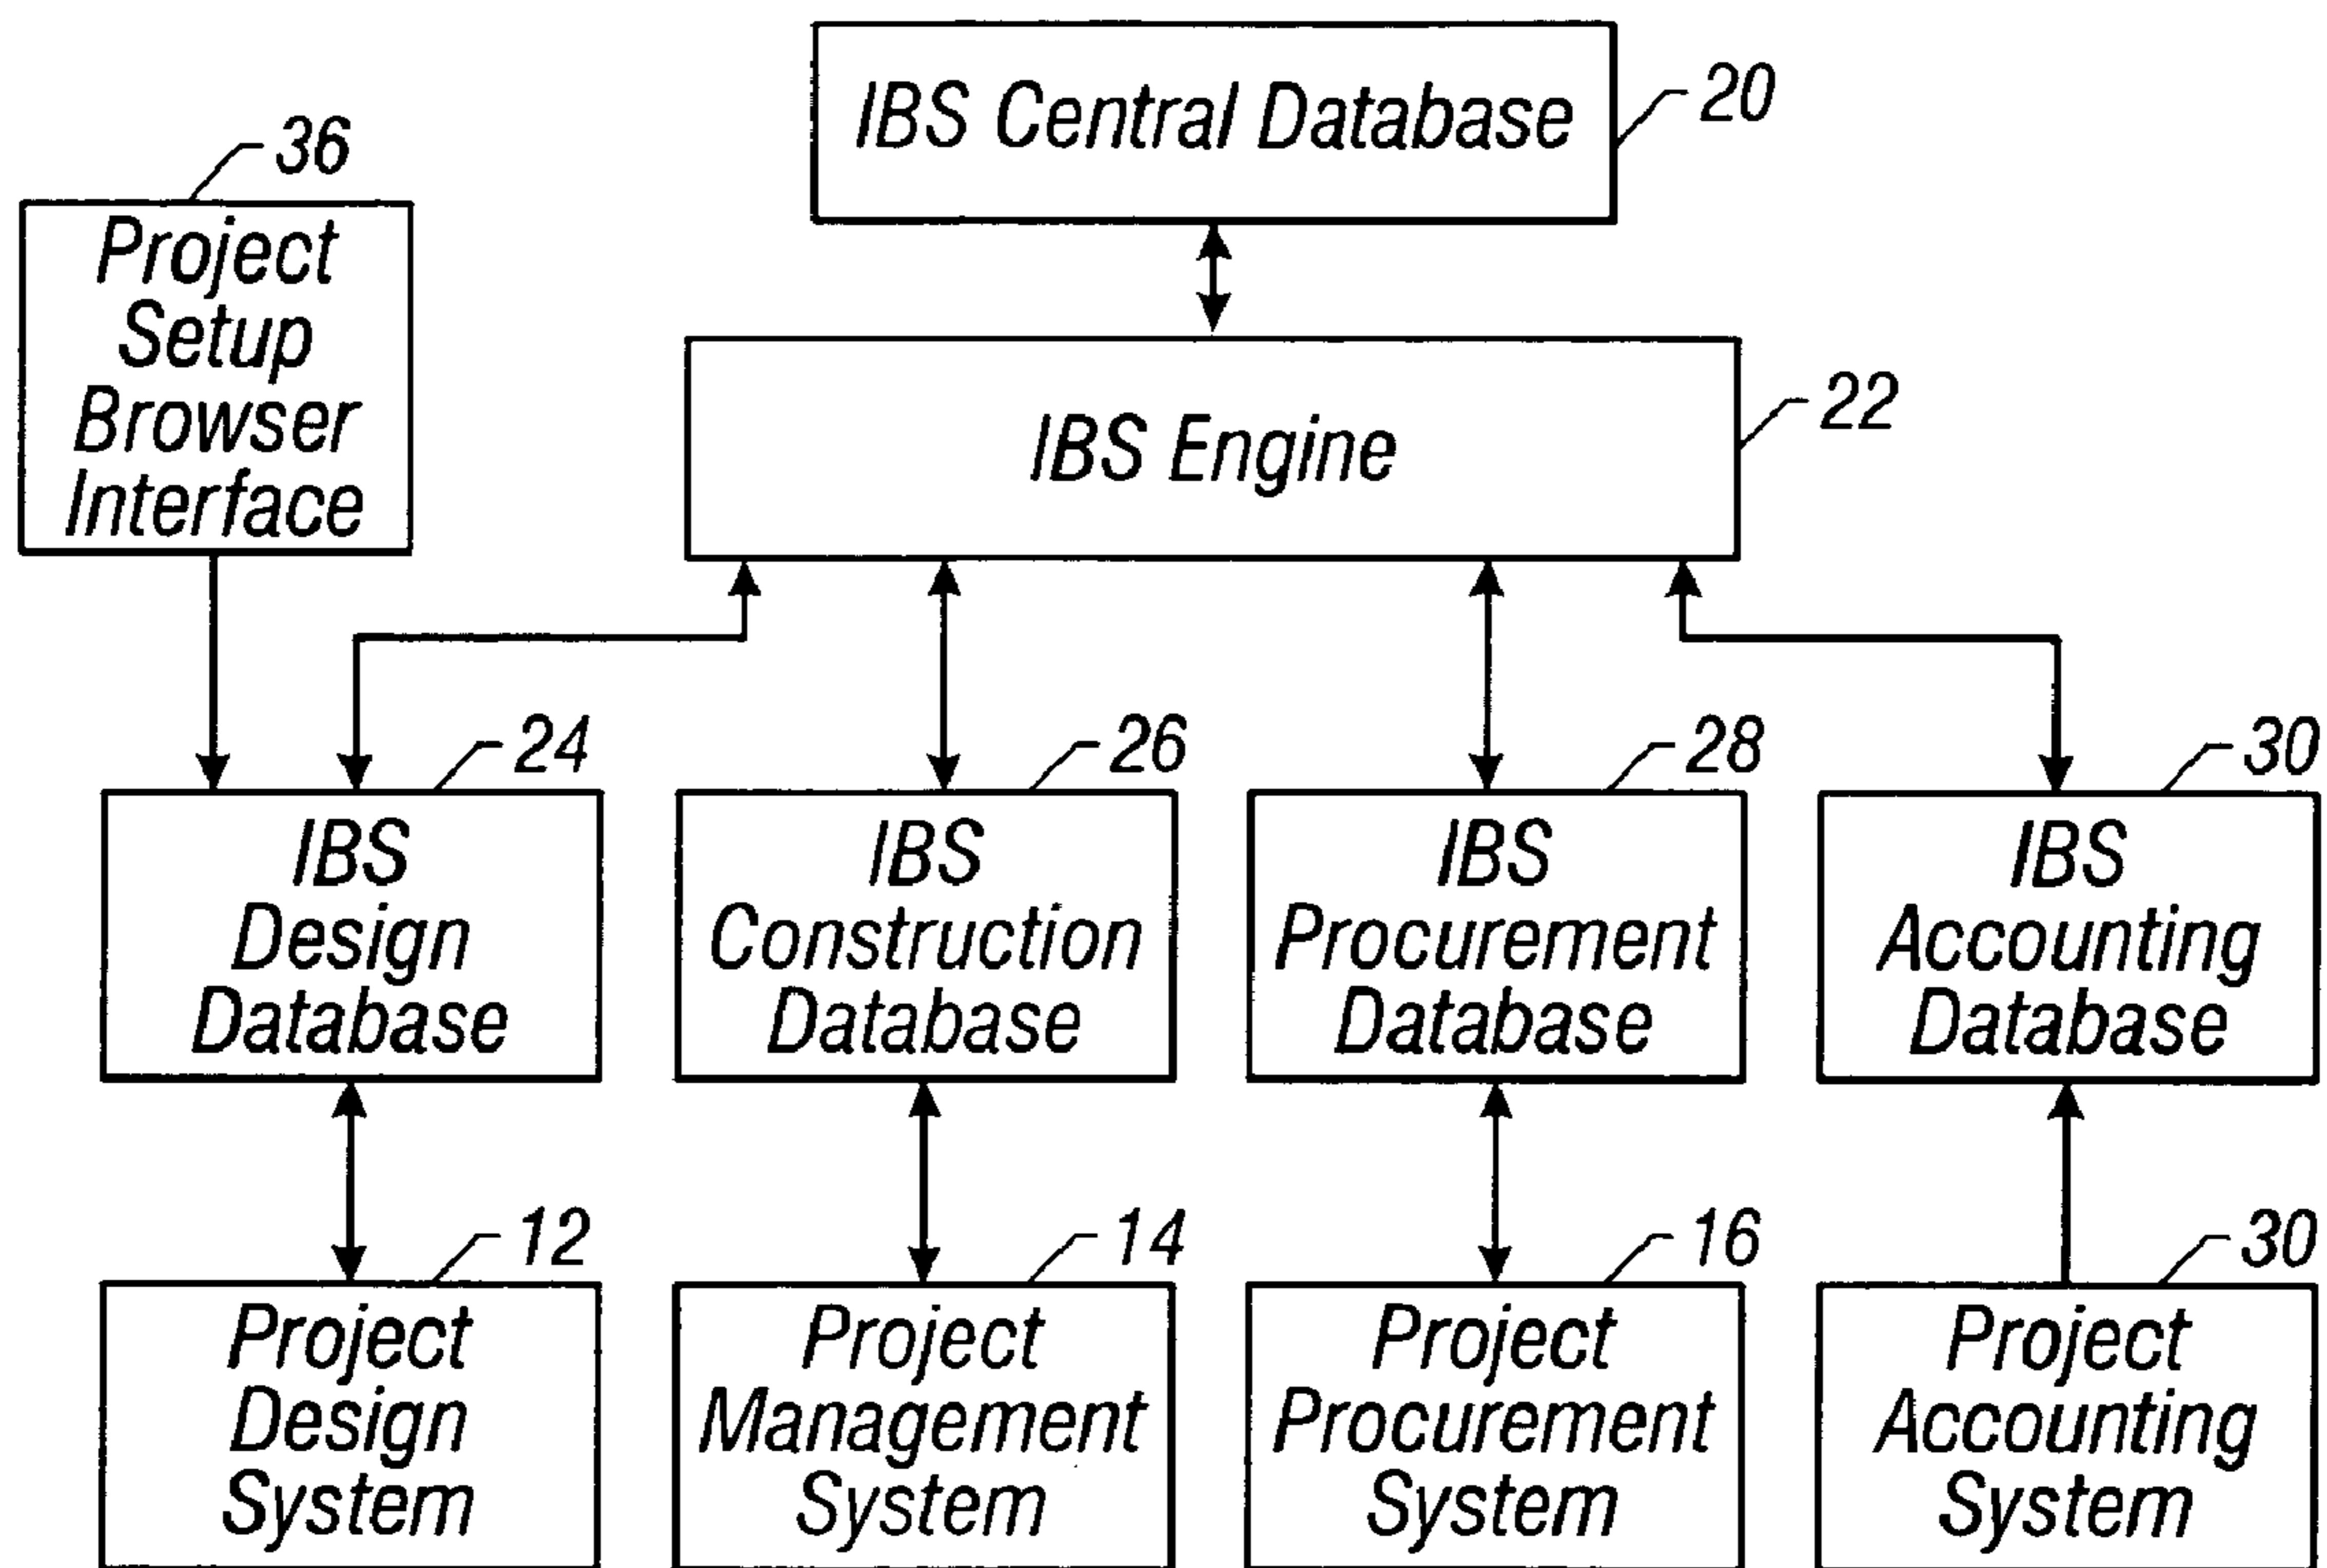 IBS Central Database
20
36
Project
Setup
Browser
Interface
IBS Engine
22
24
IBS
Design
Database
26
IBS
Construction
Database
28
IBS
Procurement
Database
30
IBS
Accounting
Database
12
Project
Design
System
14
Project
Management
System
16
Project
Procurement
System
30
Project
Accounting
System